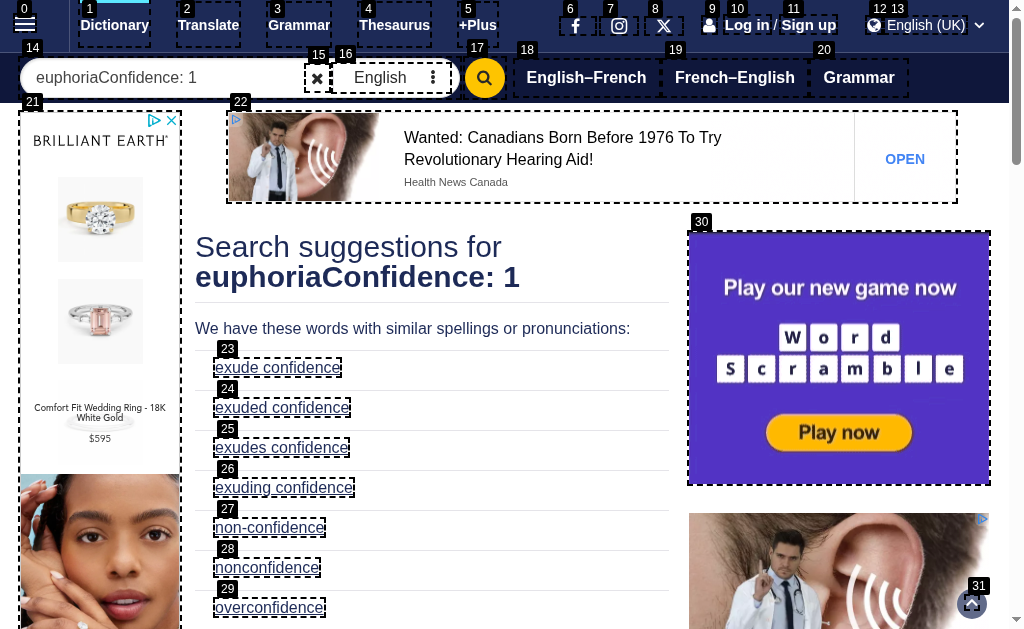 0 1 2 3 4 5 6 7 8 9 10 11 12 13
Dictionary Translate Grammar Thesaurus +Plus Log in / Sign up English (UK)
14 15 16 17 18 19 20
euphoriaConfidence: 1 English English–French French–English Grammar
21 22
BRILLIANT EARTH
Wanted: Canadians Born Before 1976 To Try
Revolutionary Hearing Aid!
Health News Canada
OPEN
Comfort Fit Wedding Ring - 18K
White Gold
$595
Search suggestions for
euphoriaConfidence: 1
We have these words with similar spellings or pronunciations:
23
exude confidence
24
exuded confidence
25
exudes confidence
26
exuding confidence
27
non-confidence
28
nonconfidence
29
overconfidence
30
Play our new game now
Word
Scramble
Play now
31